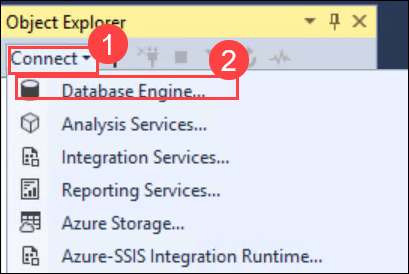 Object Explorer
1
Connect
2
Database Engine...
Analysis Services...
Integration Services...
Reporting Services...
Azure Storage...
Azure-SSIS Integration Runtime...